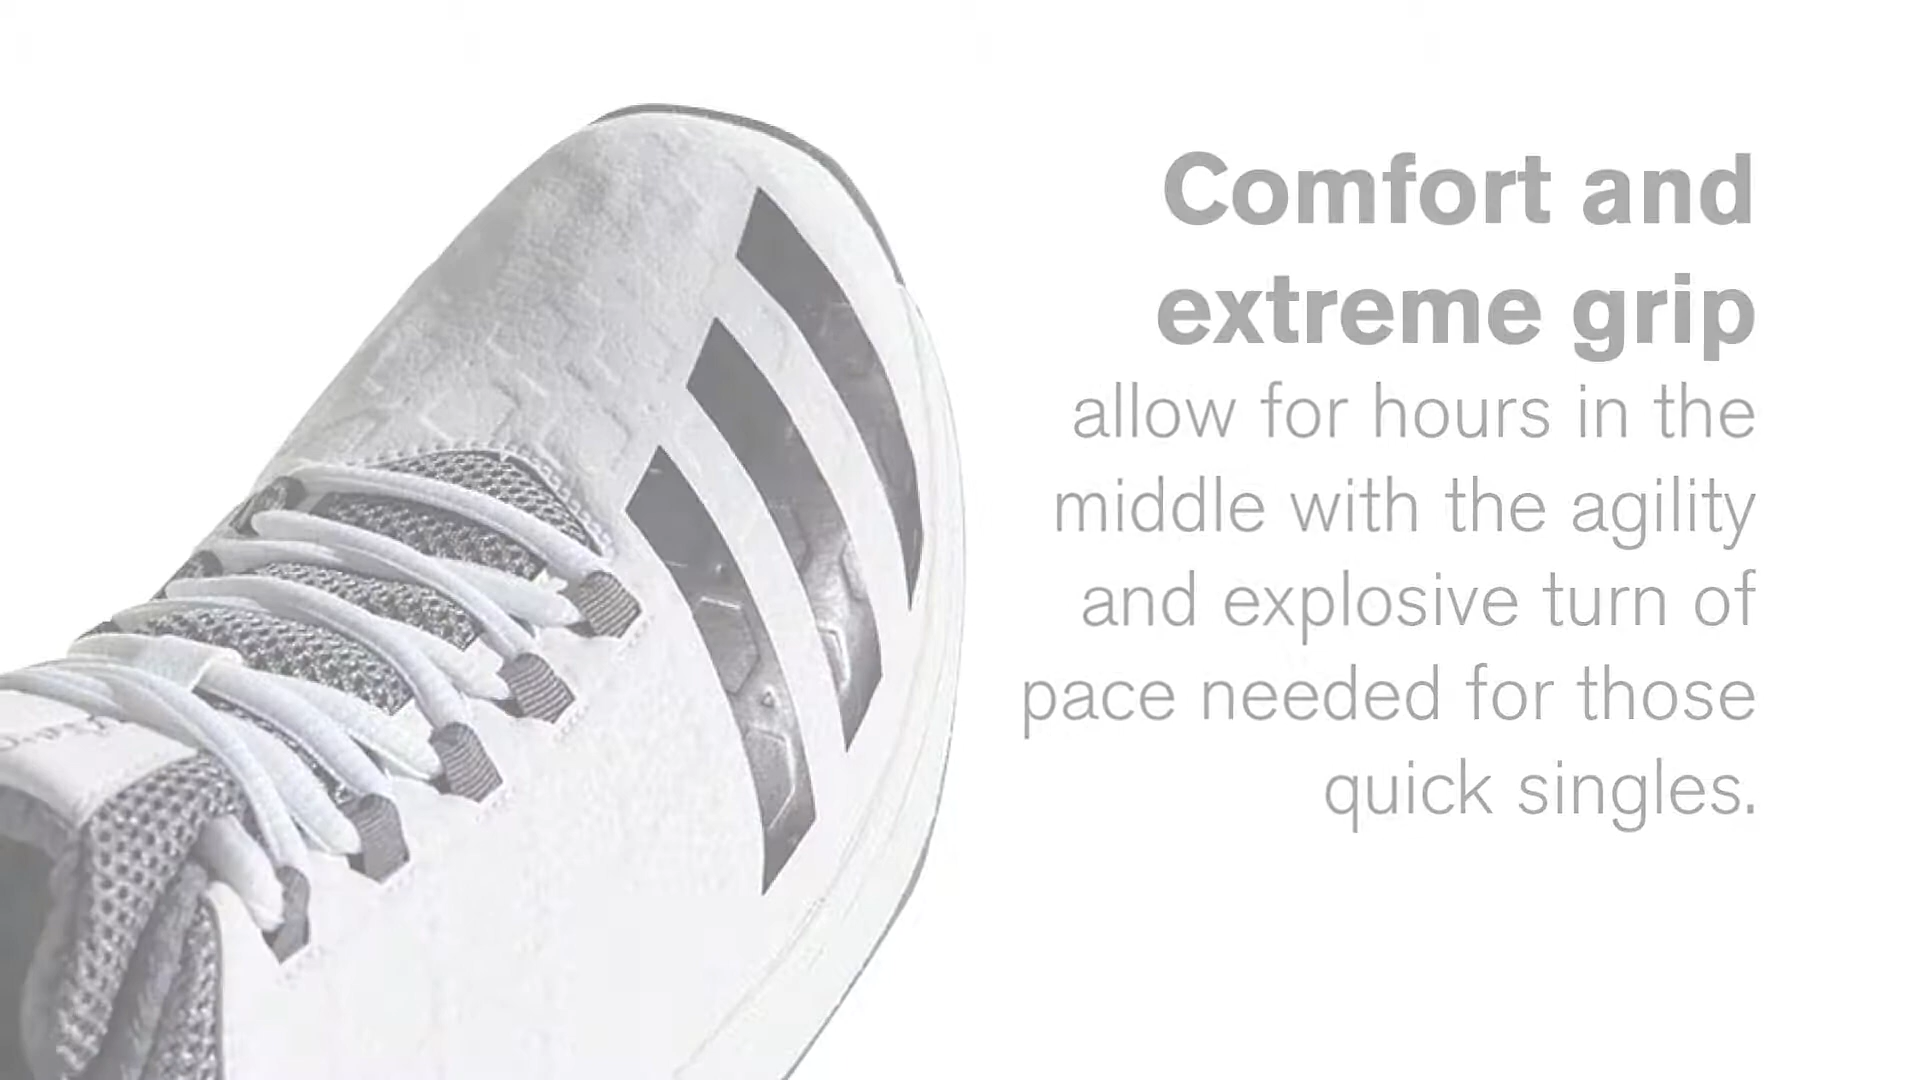 Comfort and
extreme grip
allow for hours in the
middle with the agility
and explosive turn of
pace needed for those
quick singles.